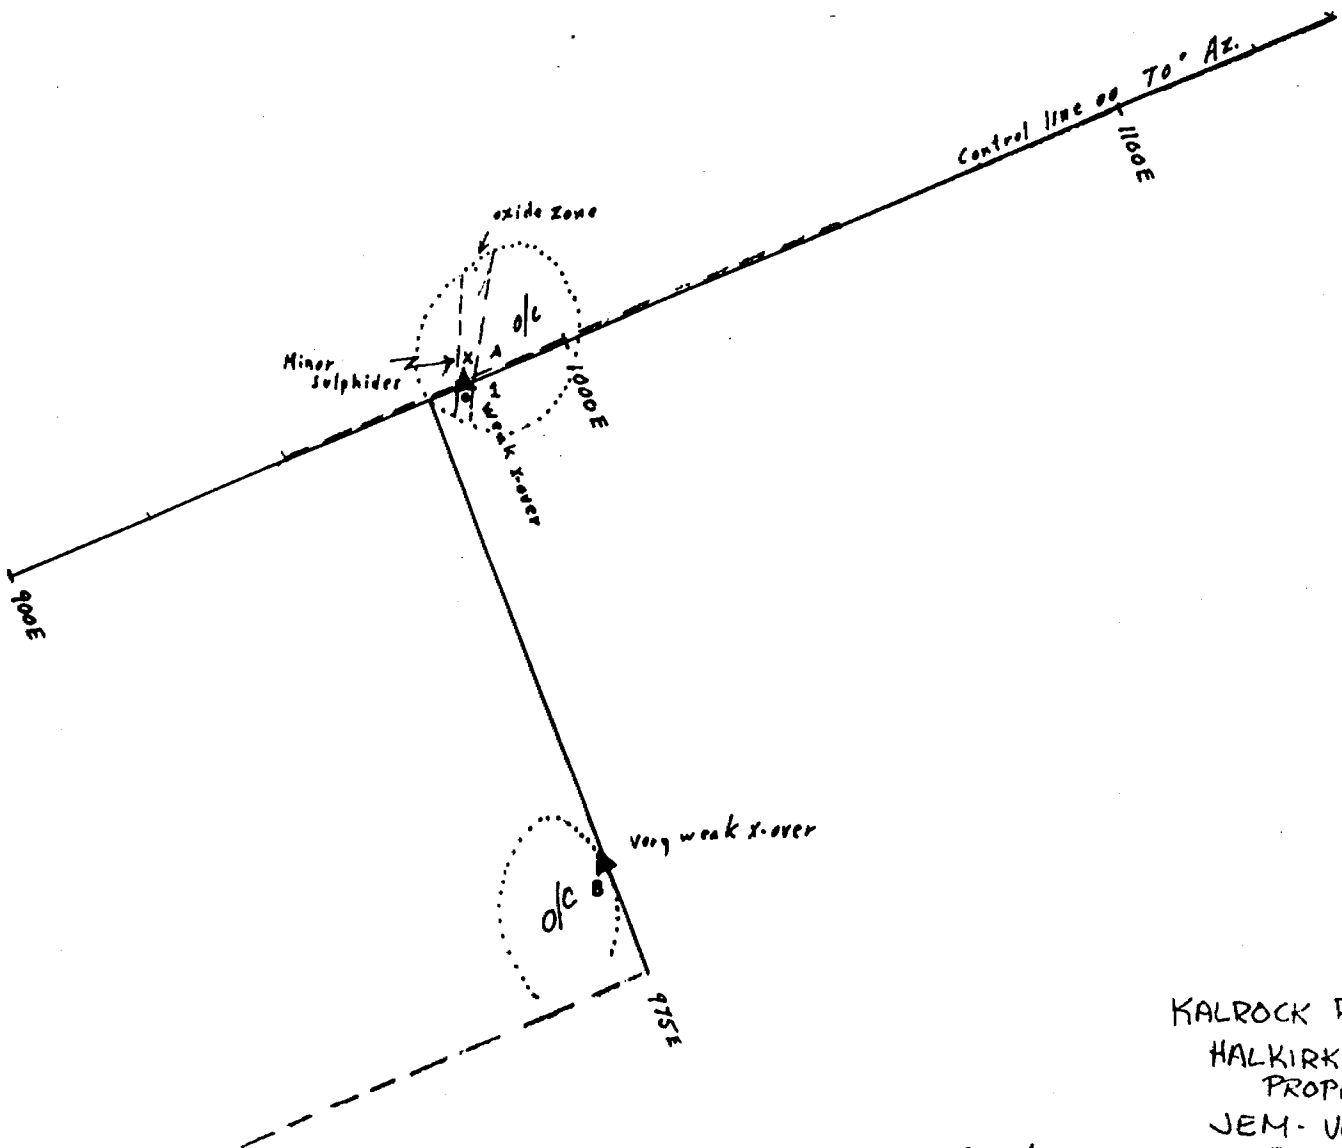 Control line 00 70° Az.
1100E
oxide zone
O/C
Minor
sulphides
X
A
1
1000E
weak x-over
900E
very weak x-over
B
O/C
975E
KALROCK
HALKIRK
JEM-